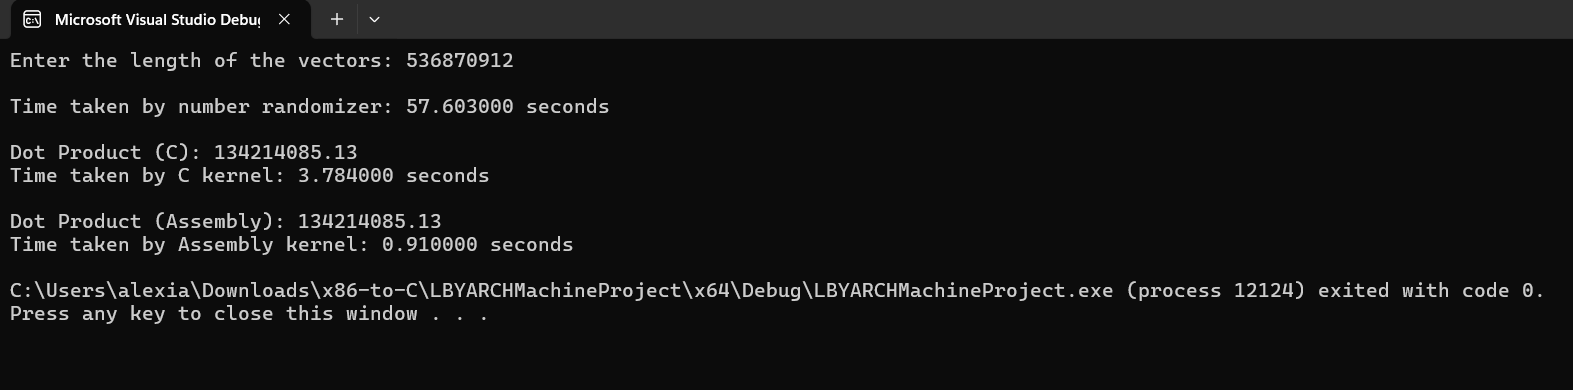 Microsoft Visual Studio Debug
Enter the length of the vectors: 536870912
Time taken by number randomizer: 57.603000 seconds
Dot Product (C): 134214085.13
Time taken by C kernel: 3.784000 seconds
Dot Product (Assembly): 134214085.13
Time taken by Assembly kernel: 0.910000 seconds
C:\Users\alexia\Downloads\x86-to-C\LBYARCHMachineProject\x64\Debug\LBYARCHMachineProject.exe (process 12124) exited with code 0.
Press any key to close this window . . .